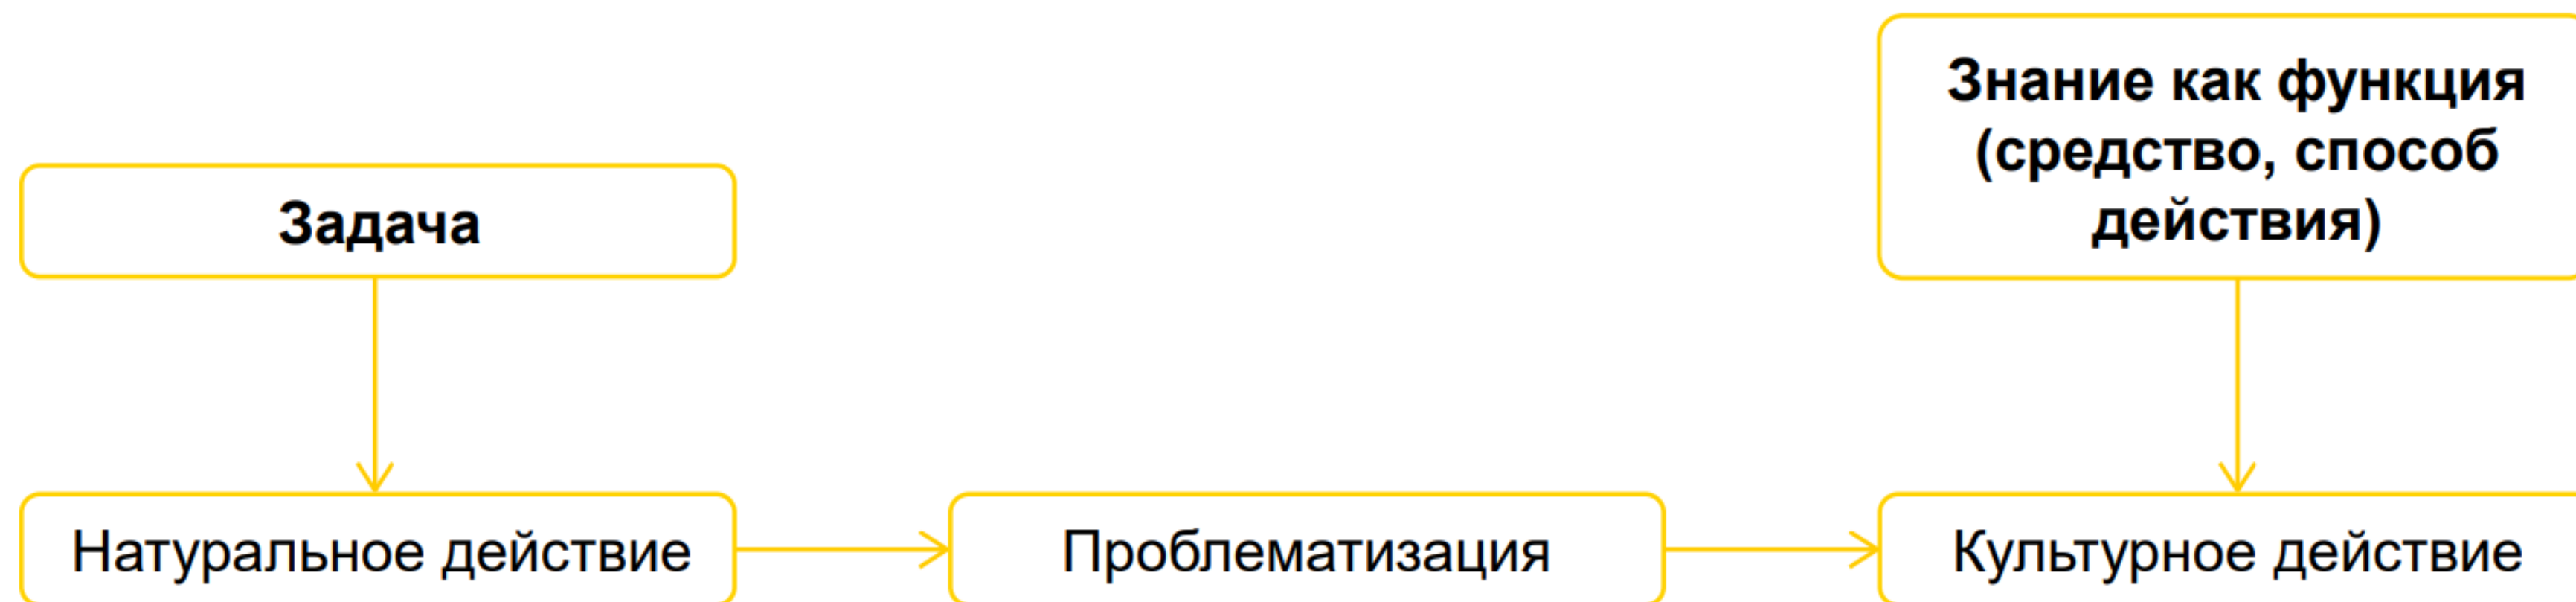 Знание как функция
(средство, способ
действия)
Задача
Натуральное действие
Проблематизация
Культурное действие